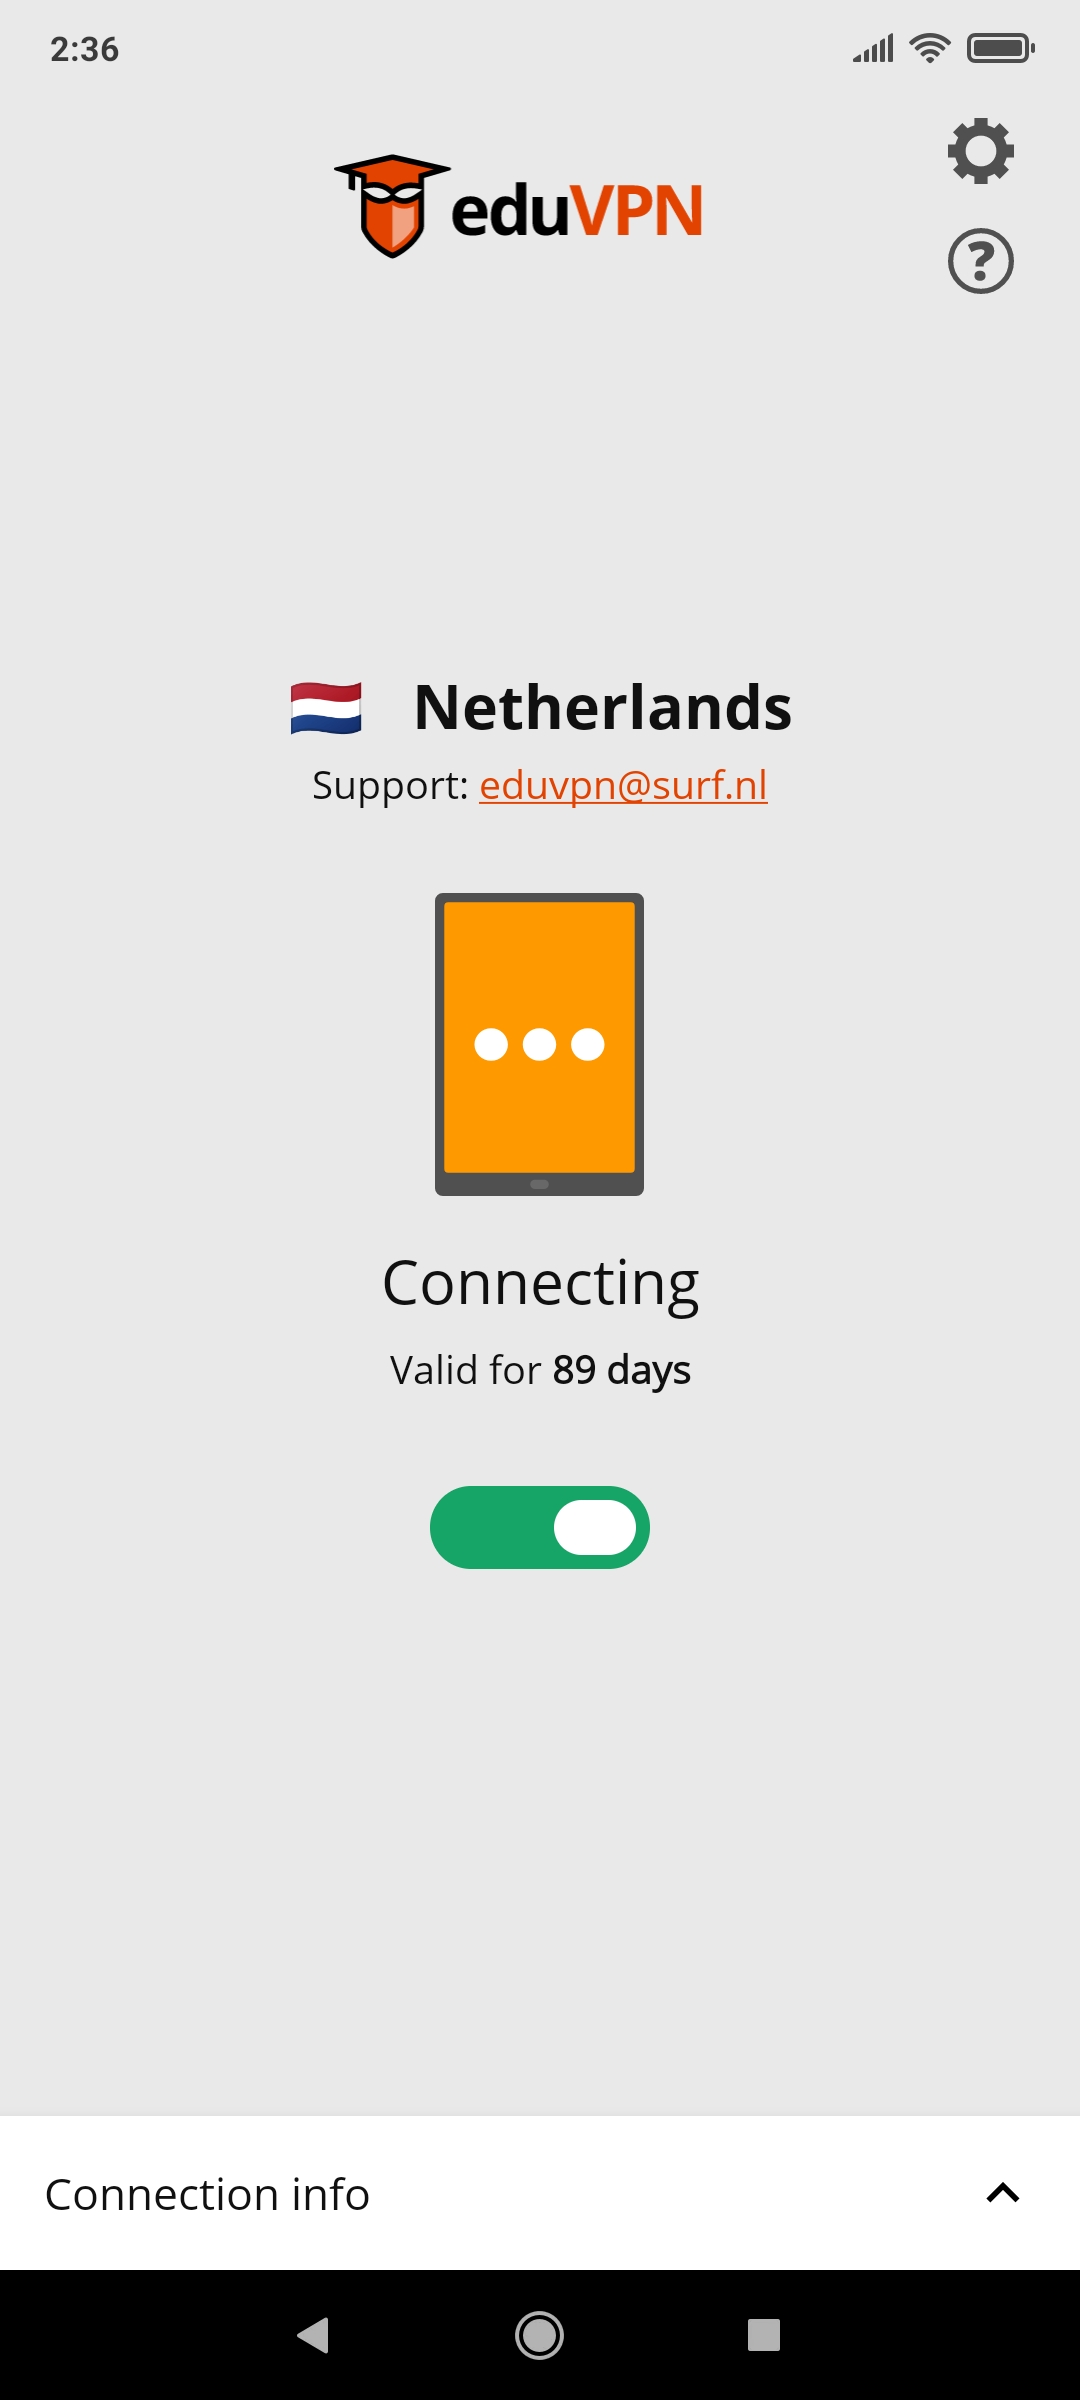 2:36
eduVPN
?
Netherlands
Support: eduvpn@surf.nl
Connecting
Valid for 89 days
Connection info